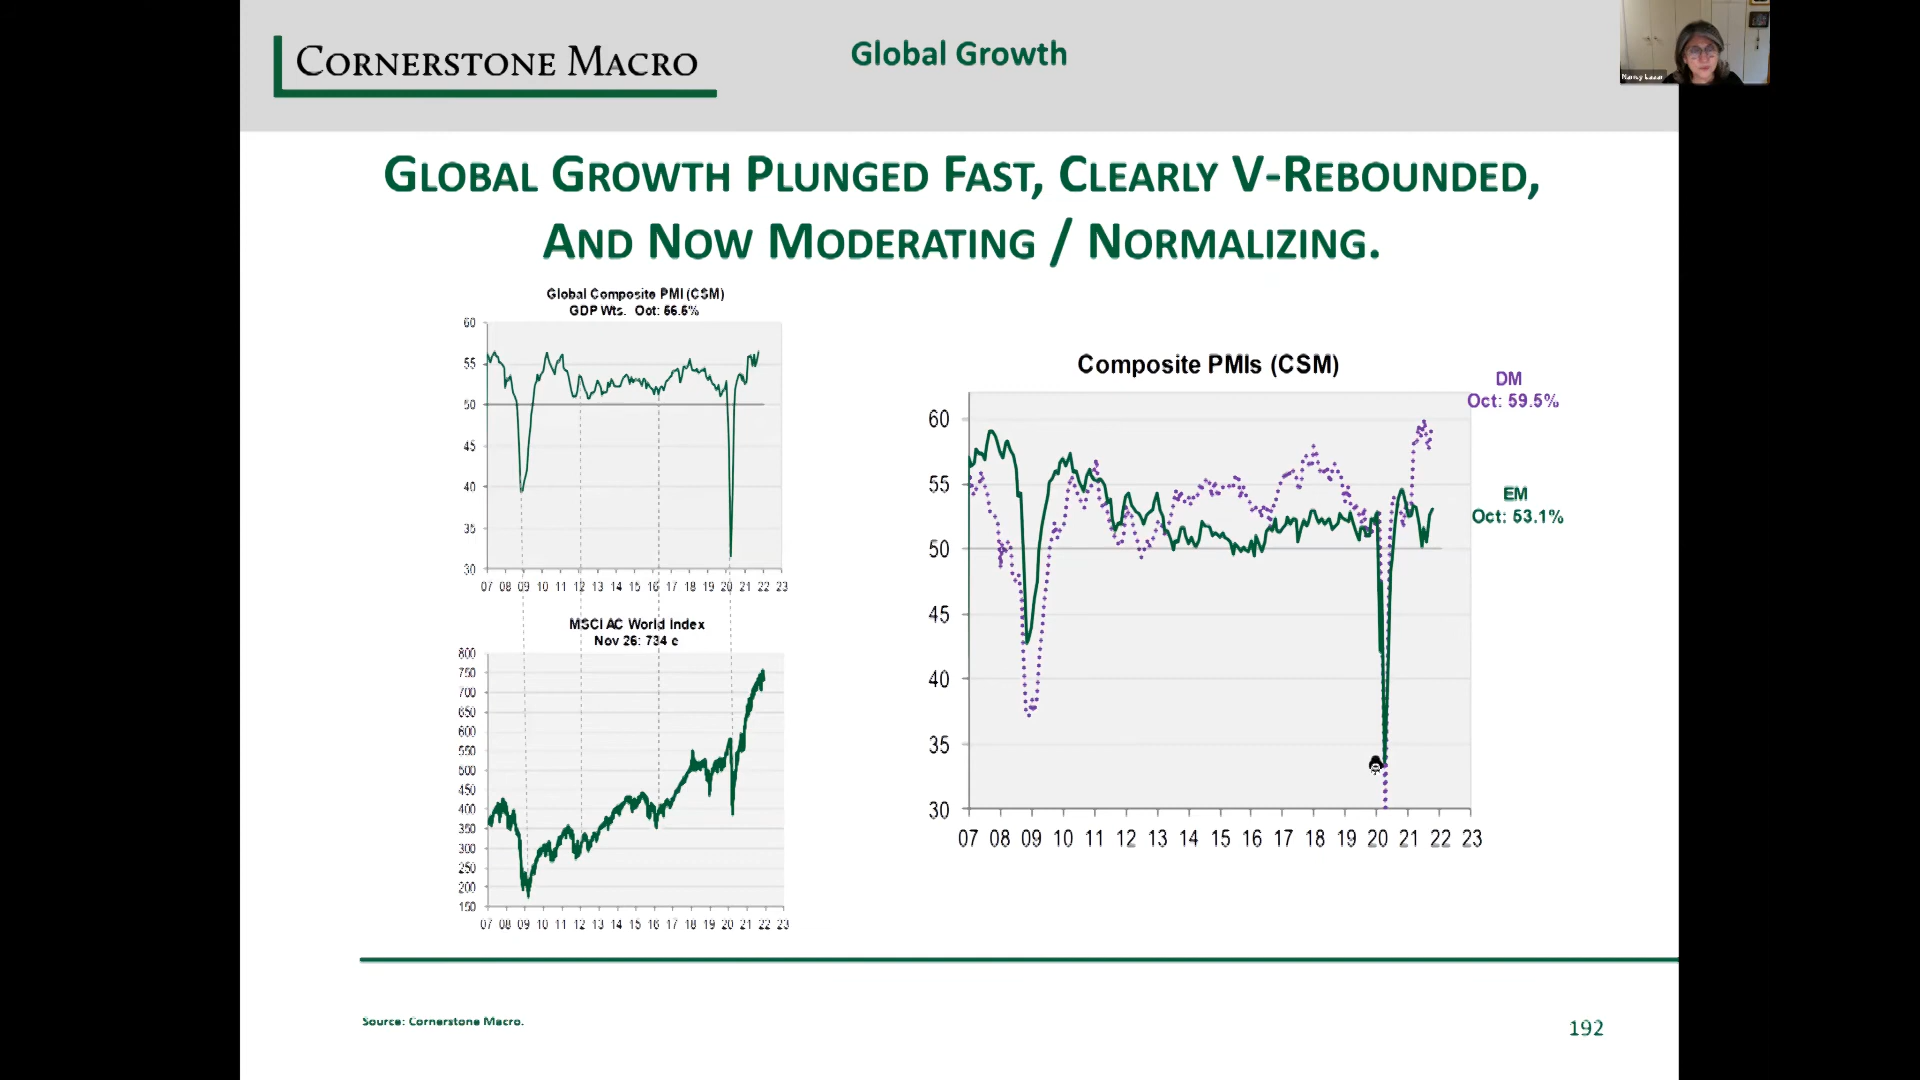 CORNERSTONE MACRO
Global Growth
Nancy Lazar
GLOBAL GROWTH PLUNGED FAST, CLEARLY V-REBOUNDED,
AND NOW MODERATING / NORMALIZING.
Global Composite PMI (CSM)
GDP Wts. Oct: 56.5%
60
55
50
45
40
35
30
07 08 09 10 11 12 13 14 15 16 17 18 19 20 21 22 23
MSCI AC World Index
Nov 26: 734 e
800
750
700
650
600
550
500
450
400
350
300
250
200
150
07 08 09 10 11 12 13 14 15 16 17 18 19 20 21 22 23
Composite PMIs (CSM)
DM
Oct: 59.5%
EM
Oct: 53.1%
60
55
50
45
40
35
30
07 08 09 10 11 12 13 14 15 16 17 18 19 20 21 22 23
Source: Cornerstone Macro.
192